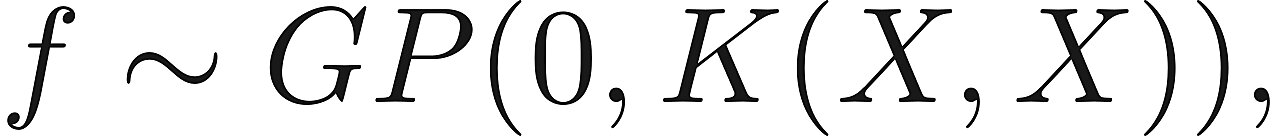 f ∼ GP(0, K(X, X)),